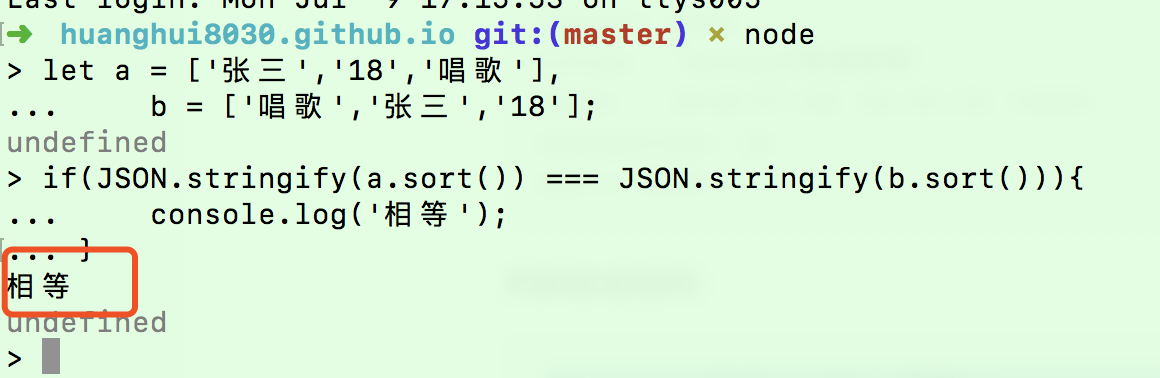 Last login: Mon Jul  9 17:15:53 on ttys003
➜  huanghui8030.github.io git:(master) ✗ node
> let a = ['张三','18','唱歌'],
...     b = ['唱歌','张三','18'];
undefined
> if(JSON.stringify(a.sort()) === JSON.stringify(b.sort())){
...     console.log('相等');
... }
相等
undefined
>